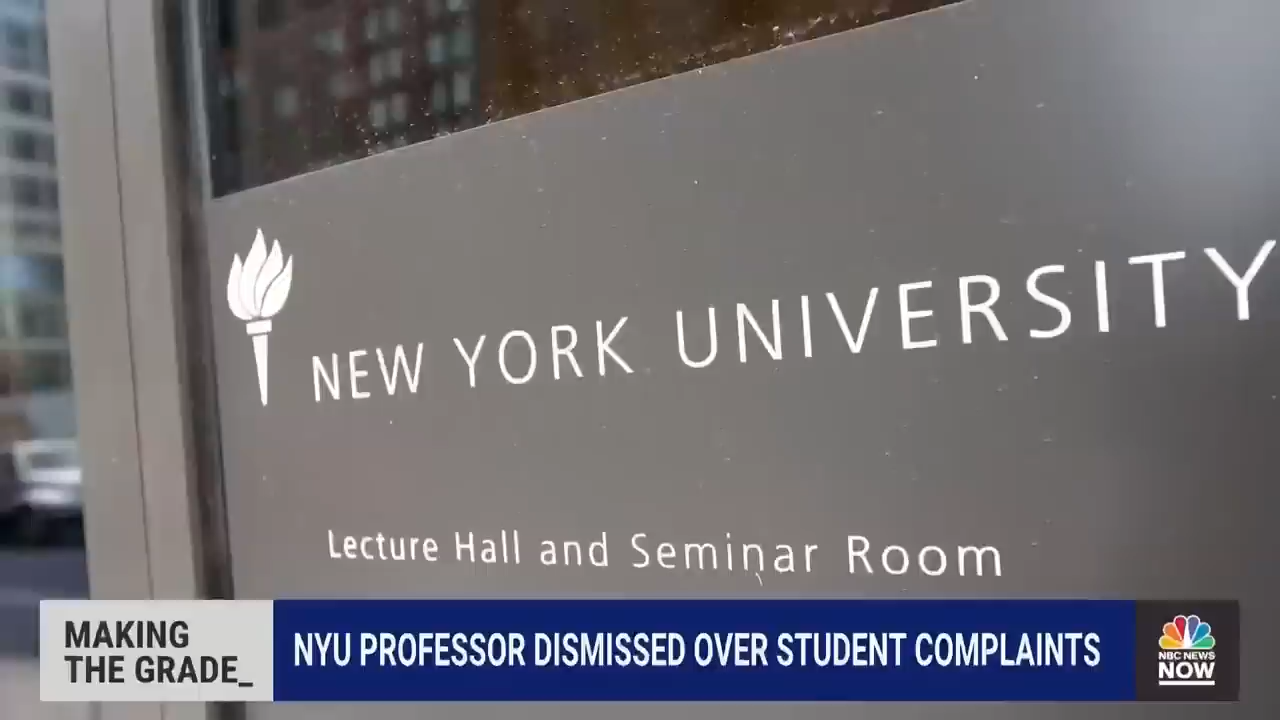 NEW YORK UNIVERSITY
Lecture Hall and Seminar Room
MAKING
THE GRADE_
NYU PROFESSOR DISMISSED OVER STUDENT COMPLAINTS
NBC NEWS
NOW